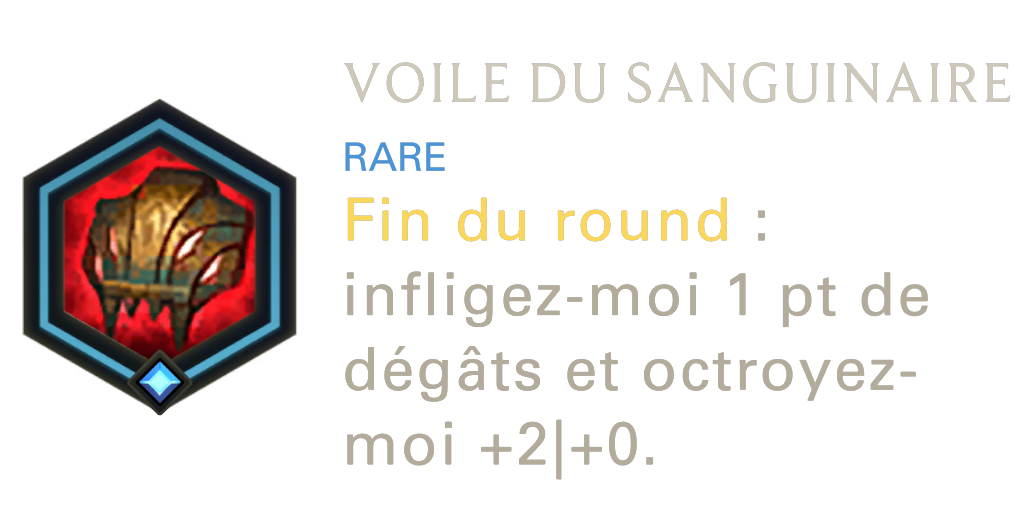 VOILE DU SANGUINAIRE
RARE
Fin du round :
infligez-moi 1 pt de
dégâts et octroyez-
moi +2|+0.